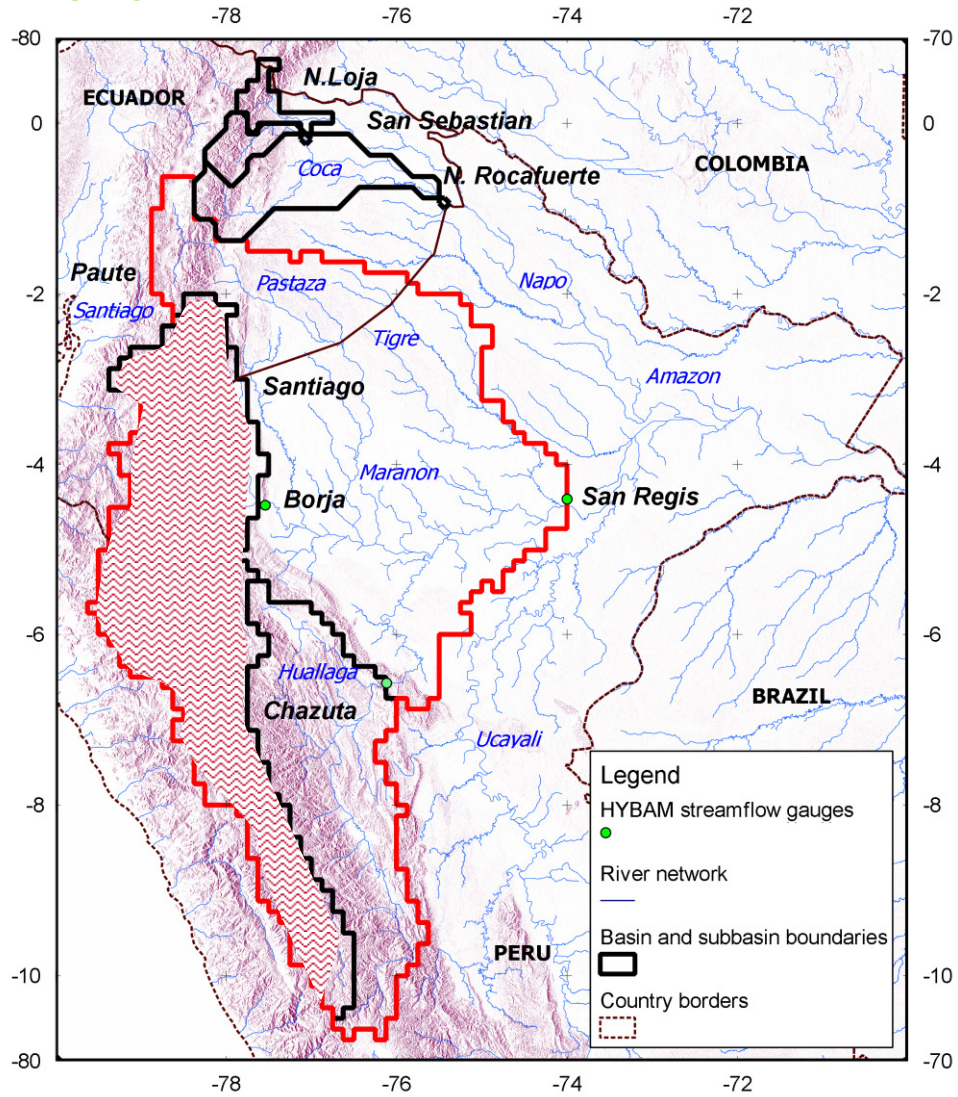 -78 -76 -74 -72
-80 -70
N.Loja
ECUADOR
San Sebastian
0 0
COLOMBIA
Coca
N. Rocafuerte
Paute
Pastaza
Napo
-2 -2
Santiago
Tigre
Amazon
Santiago
-4 -4
Maranon
Borja
San Regis
-6 -6
Huallaga
BRAZIL
Chazuta
Ucayali
Legend
-8 -8
HYBAM streamflow gauges
River network
Basin and subbasin boundaries
PERU
-10 -10
Country borders
-80 -70
-78 -76 -74 -72